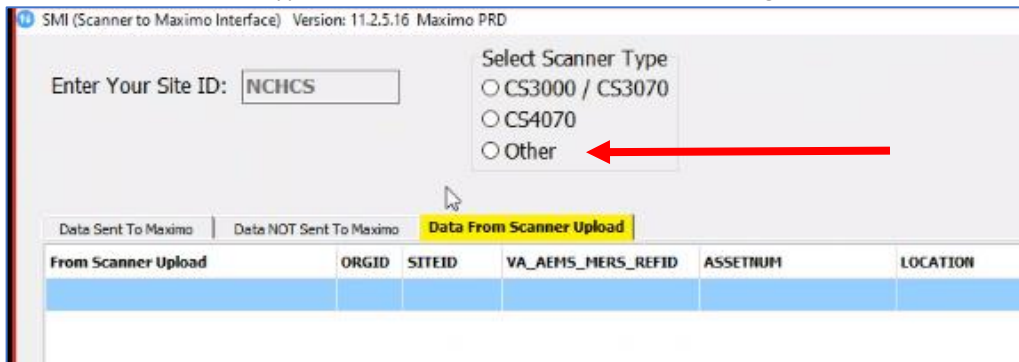 SMI (Scanner to Maximo Interface) Version: 11.2.5.16 Maximo PRD
Select Scanner Type
Enter Your Site ID: NCHCS
CS3000 / CS3070
CS4070
Other
Data Sent To Maximo Data NOT Sent To Maximo Data From Scanner Upload
From Scanner Upload ORGID SITEID VA_AEMS_MERS_REFID ASSETNUM LOCATION